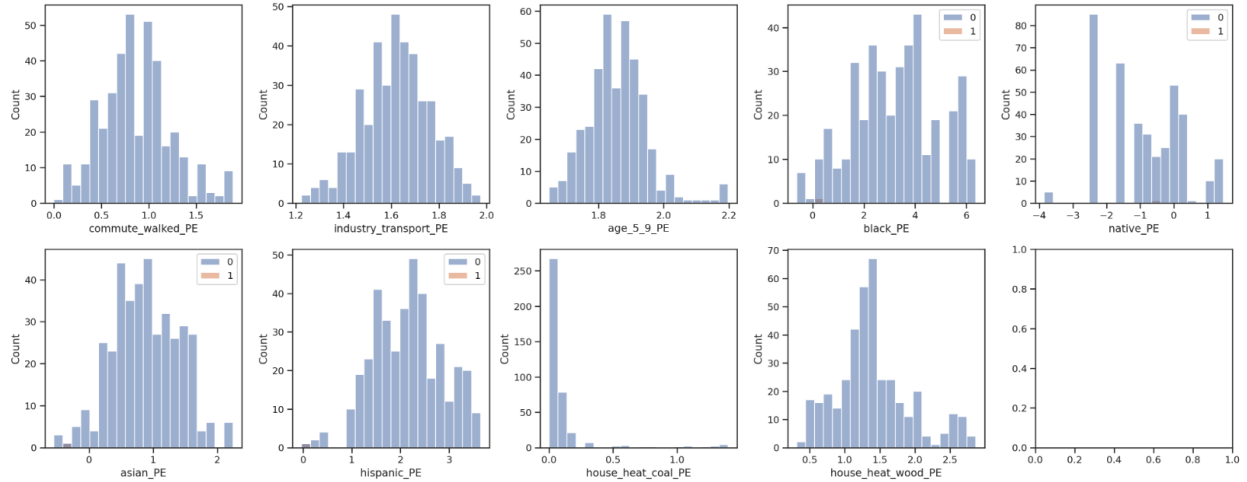 50
40
30
20
10
0
Count
0.0 0.5 1.0 1.5
commute_walked_PE
50
40
30
20
10
0
Count
1.2 1.4 1.6 1.8 2.0
industry_transport_PE
60
50
40
30
20
10
0
Count
1.8 2.0 2.2
age_5_9_PE
40
30
20
10
0
Count
0
1
0 2 4 6
black_PE
80
70
60
50
40
30
20
10
0
Count
0
1
−4 −3 −2 −1 0 1
native_PE
40
30
20
10
0
Count
0
1
0 1 2
asian_PE
50
40
30
20
10
0
Count
0
1
0 1 2 3
hispanic_PE
250
200
150
100
50
0
Count
0.0 0.5 1.0
house_heat_coal_PE
70
60
50
40
30
20
10
0
Count
0.5 1.0 1.5 2.0 2.5
house_heat_wood_PE
1.0
0.8
0.6
0.4
0.2
0.0
0.0 0.2 0.4 0.6 0.8 1.0